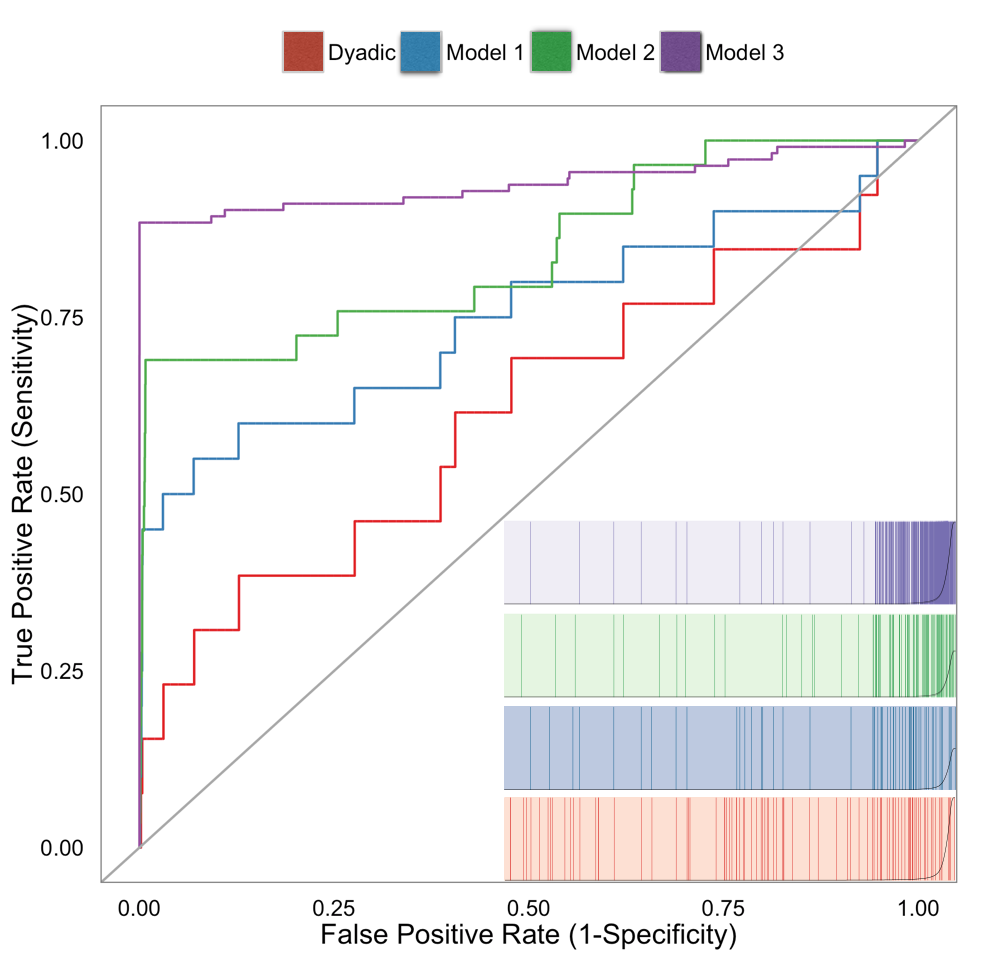 Dyadic Model 1 Model 2 Model 3
True Positive Rate (Sensitivity)
1.00
0.75
0.50
0.25
0.00
0.00 0.25 0.50 0.75 1.00
False Positive Rate (1-Specificity)